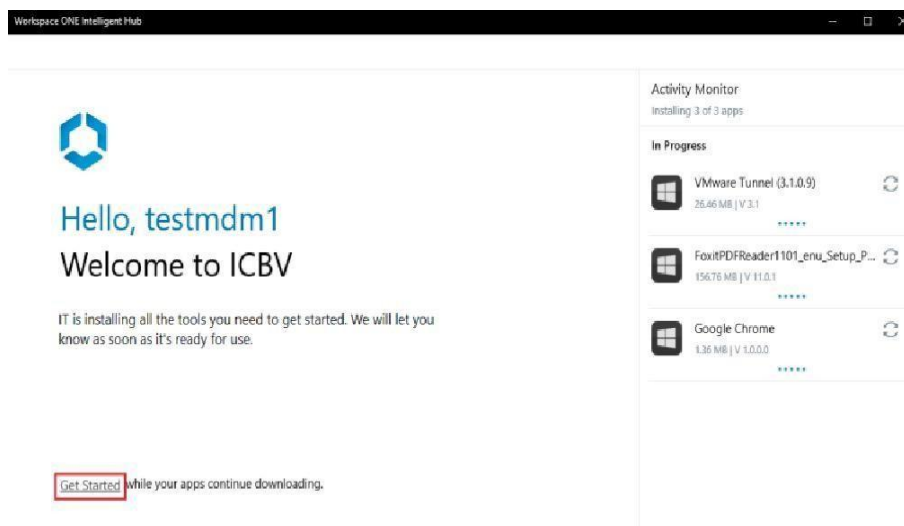 Workspace ONE Intelligent Hub
Hello, testmdm1
Welcome to ICBV
IT is installing all the tools you need to get started. We will let you
know as soon as it's ready for use.
Get Started while your apps continue downloading.
Activity Monitor
Installing 3 of 3 apps
In Progress
VMware Tunnel (3.1.0.9)
26.46 MB | V 3.1
FoxitPDFReader1101_enu_Setup_P...
156.76 MB | V 11.0.1
Google Chrome
1.36 MB | V 1.0.0.0